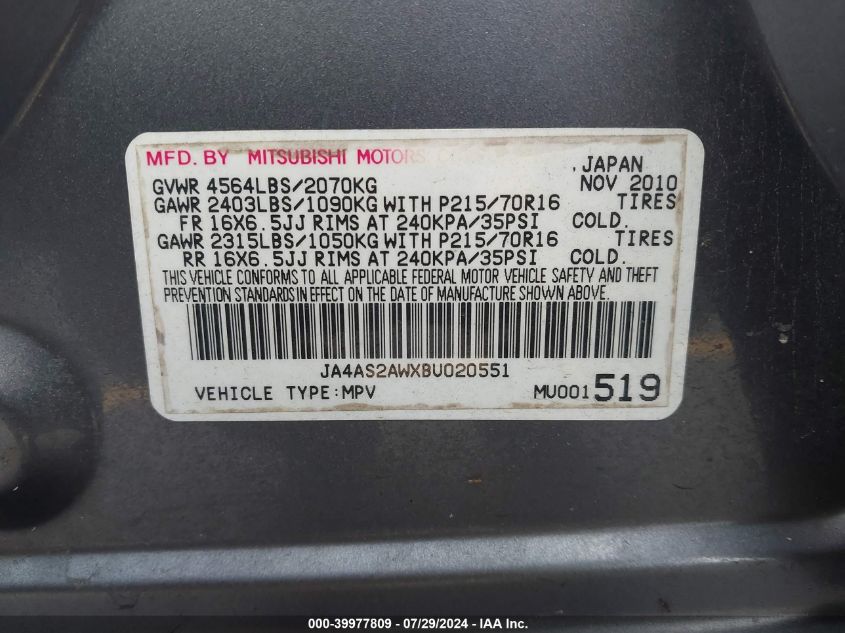 MFD. BY MITSUBISHI MOTORS
, JAPAN
GVWR 4564LBS/2070KG NOV 2010
GAWR 2403LBS/1090KG WITH P215/70R16 TIRES
FR 16X6.5JJ RIMS AT 240KPA/35PSI COLD.
GAWR 2315LBS/1050KG WITH P215/70R16 TIRES
RR 16X6.5JJ RIMS AT 240KPA/35PSI COLD.
THIS VEHICLE CONFORMS TO ALL APPLICABLE FEDERAL MOTOR VEHICLE SAFETY AND THEFT
PREVENTION STANDARDS IN EFFECT ON THE DATE OF MANUFACTURE SHOWN ABOVE.
JA4AS2AWXBU020551
VEHICLE TYPE:MPV MU001519
000-39977809 - 07/29/2024 - IAA Inc.